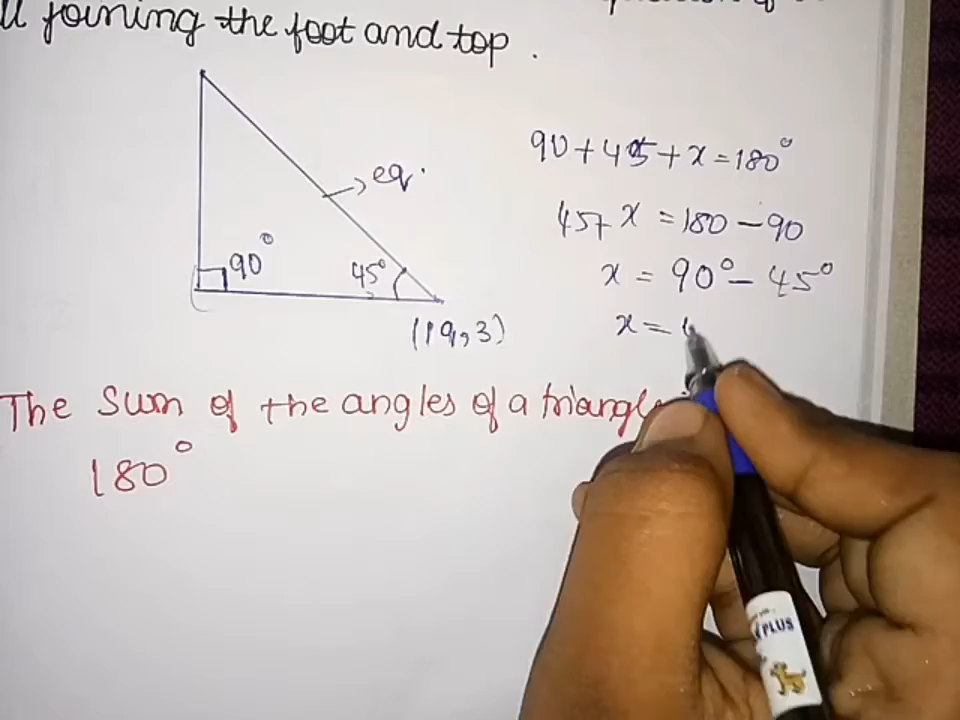 joining the foot and top .
90 + 45 + x = 180°
eq.
45+ x = 180 - 90
90°
45°
x = 90° - 45°
(19,3)
x =
The Sum of the angles of a triangle
180°
PLUS